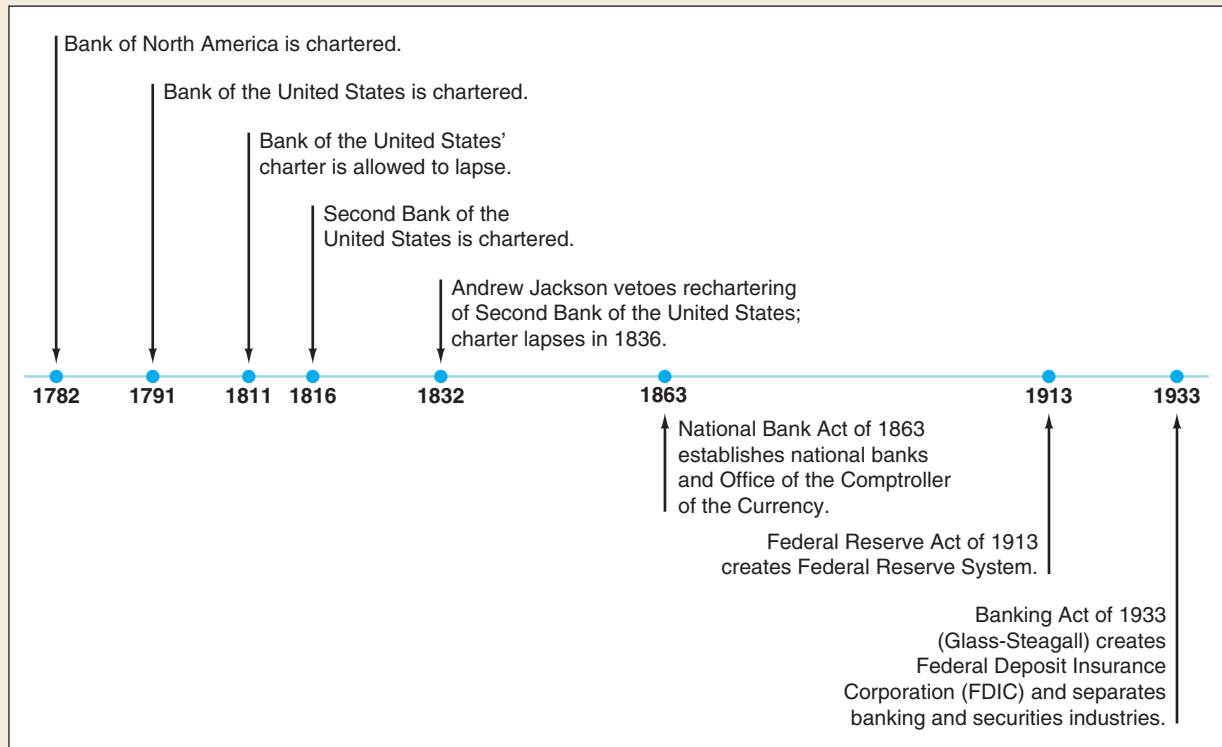 Bank of North America is chartered.
Bank of the United States is chartered.
Bank of the United States’
charter is allowed to lapse.
Second Bank of the
United States is chartered.
Andrew Jackson vetoes rechartering
of Second Bank of the United States;
charter lapses in 1836.
1782 1791 1811 1816 1832 1863 1913 1933
National Bank Act of 1863
establishes national banks
and Office of the Comptroller
of the Currency.
Federal Reserve Act of 1913
creates Federal Reserve System.
Banking Act of 1933
(Glass-Steagall) creates
Federal Deposit Insurance
Corporation (FDIC) and separates
banking and securities industries.